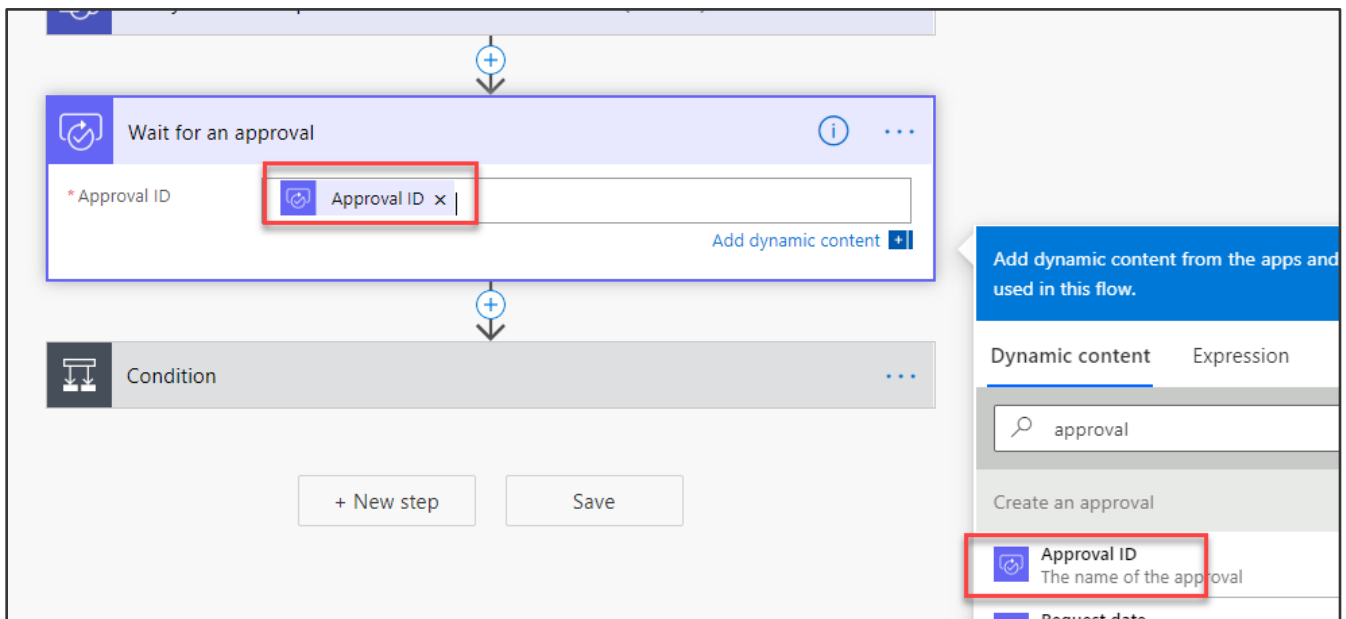 Wait for an approval
* Approval ID
Approval ID ×
Add dynamic content
Add dynamic content from the apps and
used in this flow.
Dynamic content Expression
Condition
approval
+ New step Save
Create an approval
Approval ID
The name of the approval
Request date